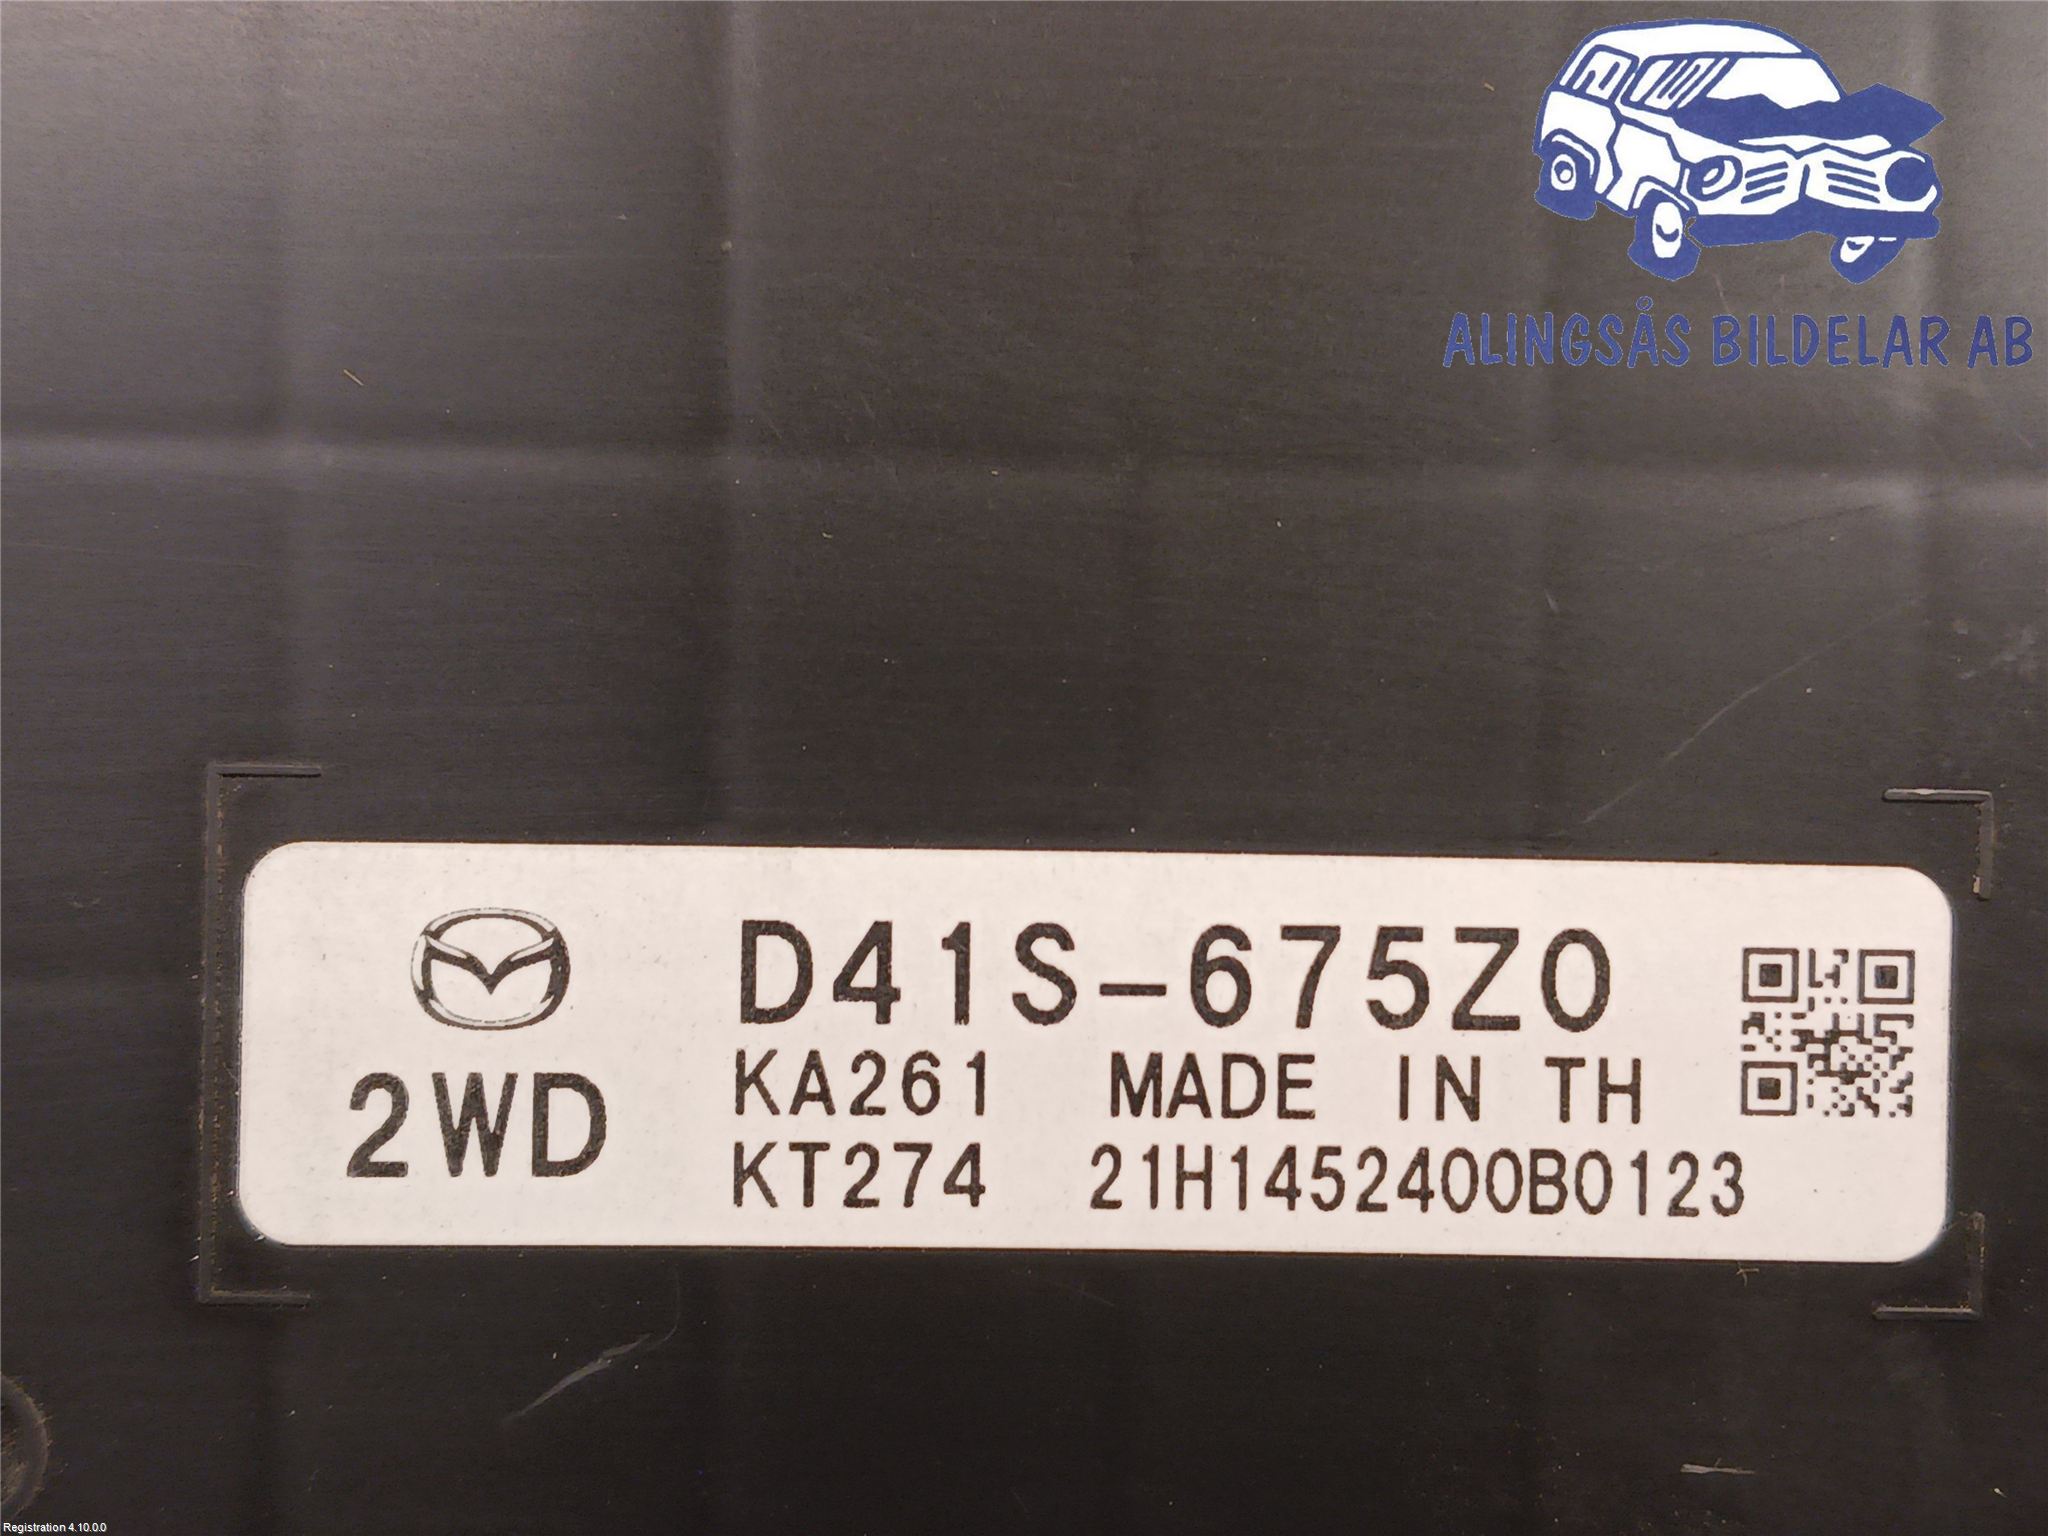 ALINGSÅS BILDELAR AB
D41S-675Z0
2WD
KA261 MADE IN TH
KT274 21H1452400B0123
Registration 4.10.0.0